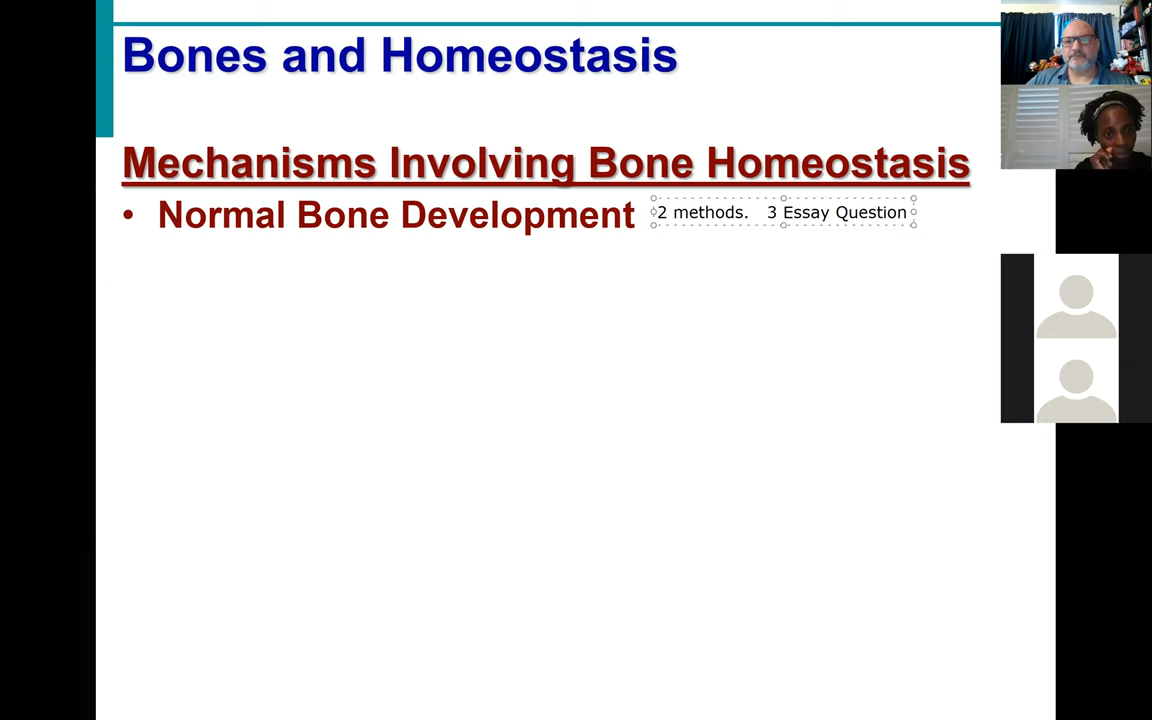 Bones and Homeostasis
Mechanisms Involving Bone Homeostasis
• Normal Bone Development 2 methods. 3 Essay Question